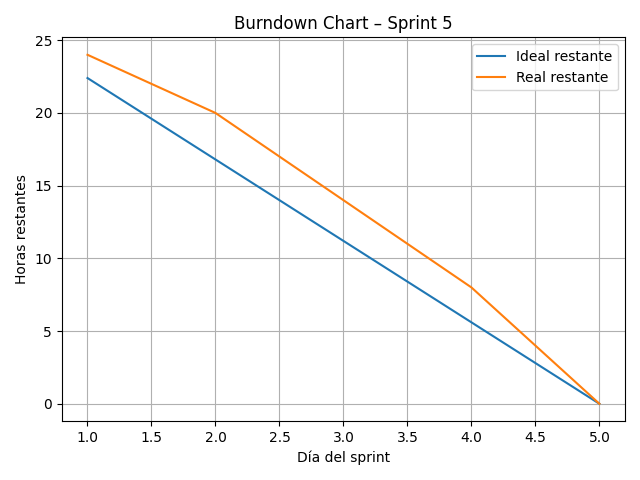 Burndown Chart – Sprint 5
Ideal restante
Real restante
Horas restantes
25
20
15
10
5
0
1.0 1.5 2.0 2.5 3.0 3.5 4.0 4.5 5.0
Día del sprint